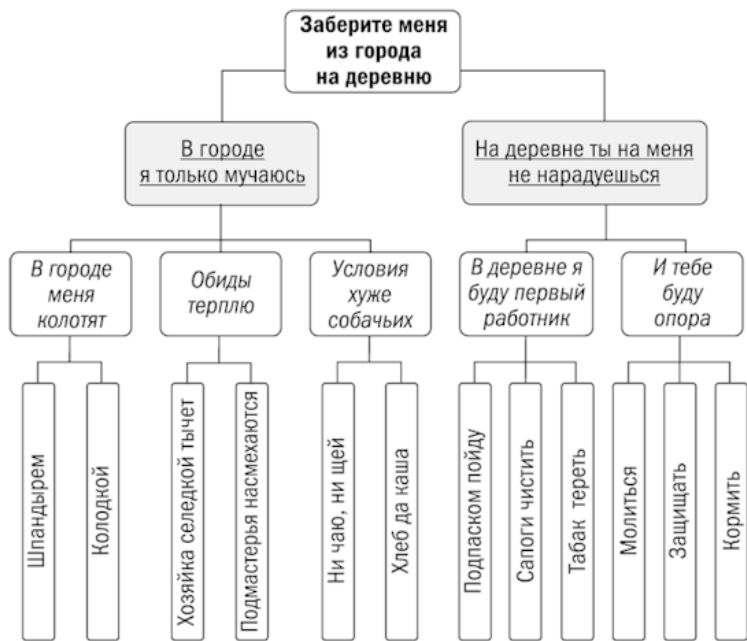 Заберите меня
из города
на деревню
В городе
я только мучаюсь
На деревне ты на меня
не нарадуешься
В городе
меня
колотят
Обиды
терплю
Условия
хуже
собачьих
В деревне я
буду первый
работник
И тебе
буду
опора
Шпандырем
Колодкой
Хозяйка селедкой тычет
Подмастерья насмехаются
Ни чаю, ни щей
Хлеб да каша
Подпаском пойду
Сапоги чистить
Табак тереть
Молиться
Защищать
Кормить